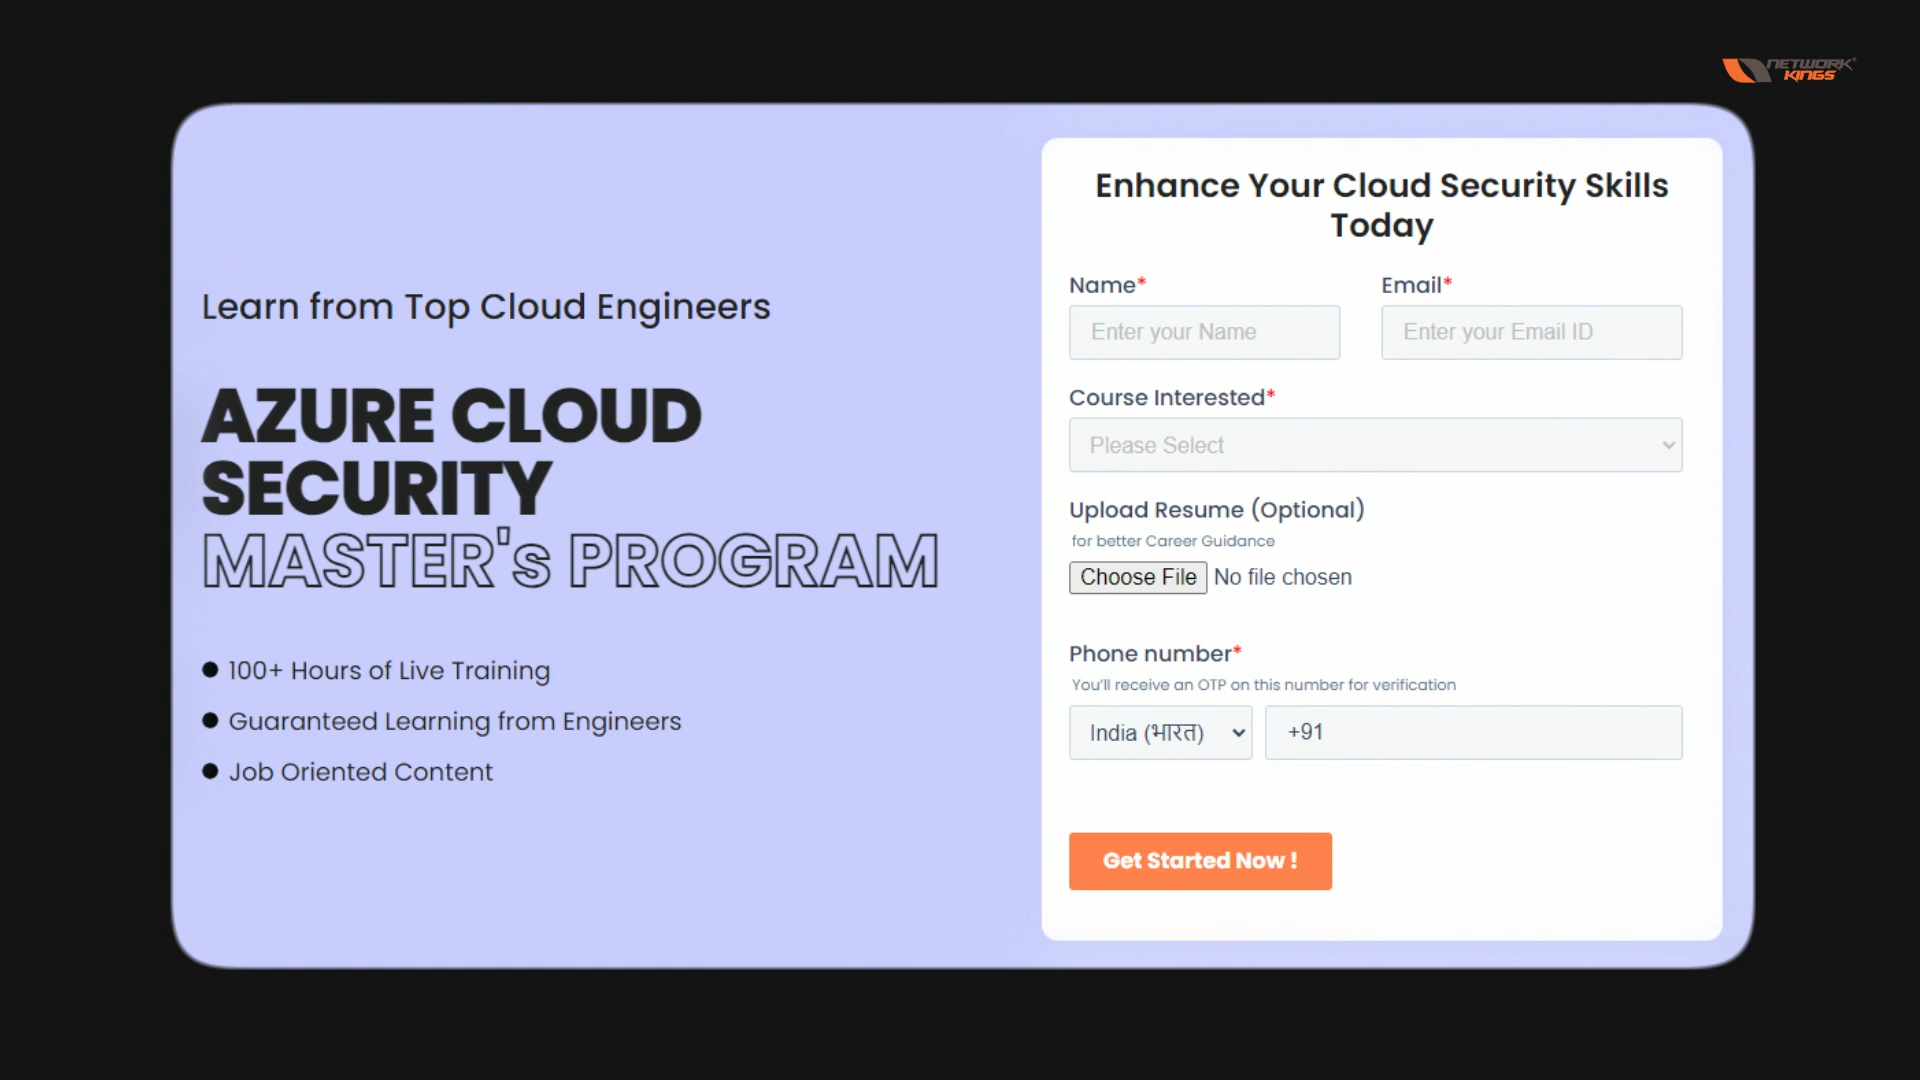 NETWORK
KINGS
Learn from Top Cloud Engineers
AZURE CLOUD
SECURITY
MASTER's PROGRAM
● 100+ Hours of Live Training
● Guaranteed Learning from Engineers
● Job Oriented Content
Enhance Your Cloud Security Skills
Today
Name* Email*
Enter your Name Enter your Email ID
Course Interested*
Please Select
Upload Resume (Optional)
for better Career Guidance
Choose File No file chosen
Phone number*
You'll receive an OTP on this number for verification
India (भारत) +91
Get Started Now !